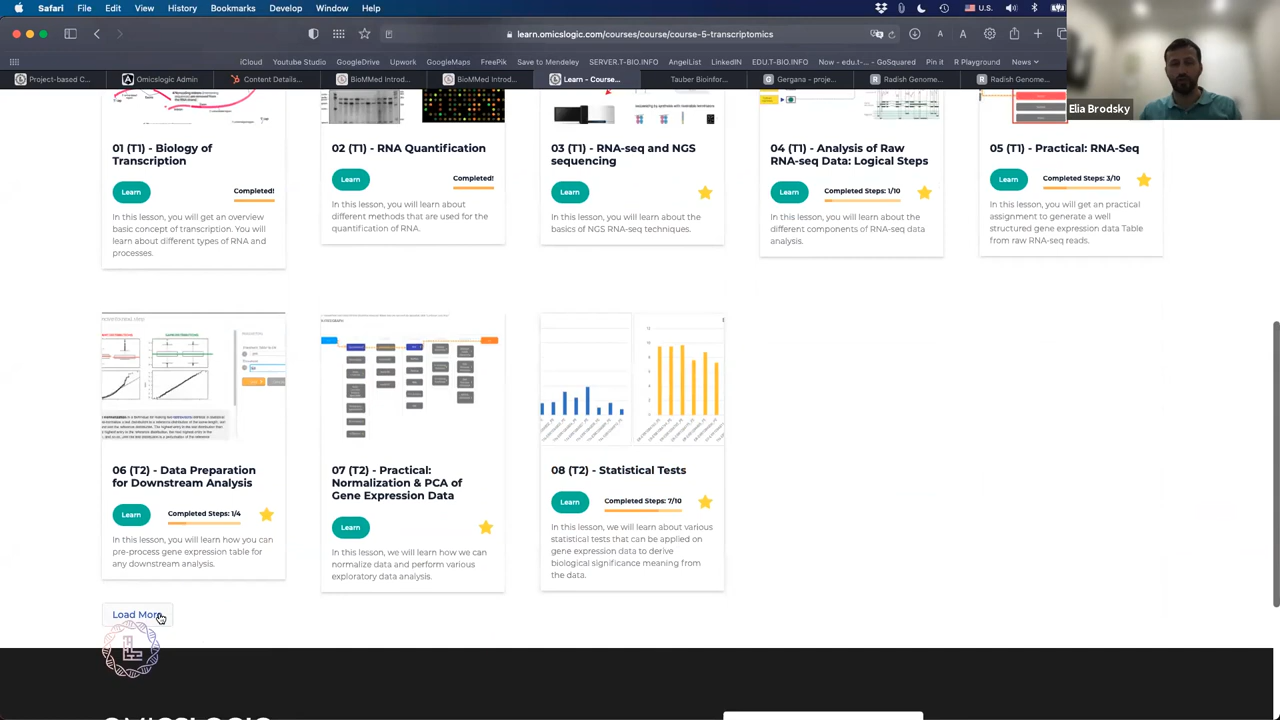 Safari File Edit View History Bookmarks Develop Window Help
U.S.
learn.omicslogic.com/courses/course/course-5-transcriptomics
iCloud Youtube Studio GoogleDrive Upwork GoogleMaps FreePik Save to Mendeley SERVER.T-BIO.INFO AngelList LinkedIN EDU.T-BIO.INFO Now - edu.t-... - GoSquared Pin it R Playground News
Project-based C... Omicslogic Admin Content Details... BioMMed Introd... BioMMed Introd... Learn - Course... Tauber Bioinfor... Gergana - proje... Radish Genome... Radish Genome...
Elia Brodsky
01 (T1) - Biology of
Transcription
Learn
Completed!
In this lesson, you will get an overview
basic concept of transcription. You will
learn about different types of RNA and
processes.
02 (T1) - RNA Quantification
Learn
Completed!
In this lesson, you will learn about
different methods that are used for the
quantification of RNA.
03 (T1) - RNA-seq and NGS
sequencing
Learn
In this lesson, you will learn about the
basics of NGS RNA-seq techniques.
04 (T1) - Analysis of Raw
RNA-seq Data: Logical Steps
Learn
Completed Steps: 1/10
In this lesson, you will learn about the
different components of RNA-seq data
analysis.
05 (T1) - Practical: RNA-Seq
Learn
Completed Steps: 3/10
In this lesson, you will get an practical
assignment to generate a well
structured gene expression data Table
from raw RNA-seq reads.
06 (T2) - Data Preparation
for Downstream Analysis
Learn
Completed Steps: 1/4
In this lesson, you will learn how you can
pre-process gene expression table for
any downstream analysis.
07 (T2) - Practical:
Normalization & PCA of
Gene Expression Data
Learn
In this lesson, we will learn how we can
normalize data and perform various
exploratory data analysis.
08 (T2) - Statistical Tests
Learn
Completed Steps: 7/10
In this lesson, we will learn about various
statistical tests that can be applied on
gene expression data to derive
biological significance meaning from
the data.
Load More
OMICSLOGIC